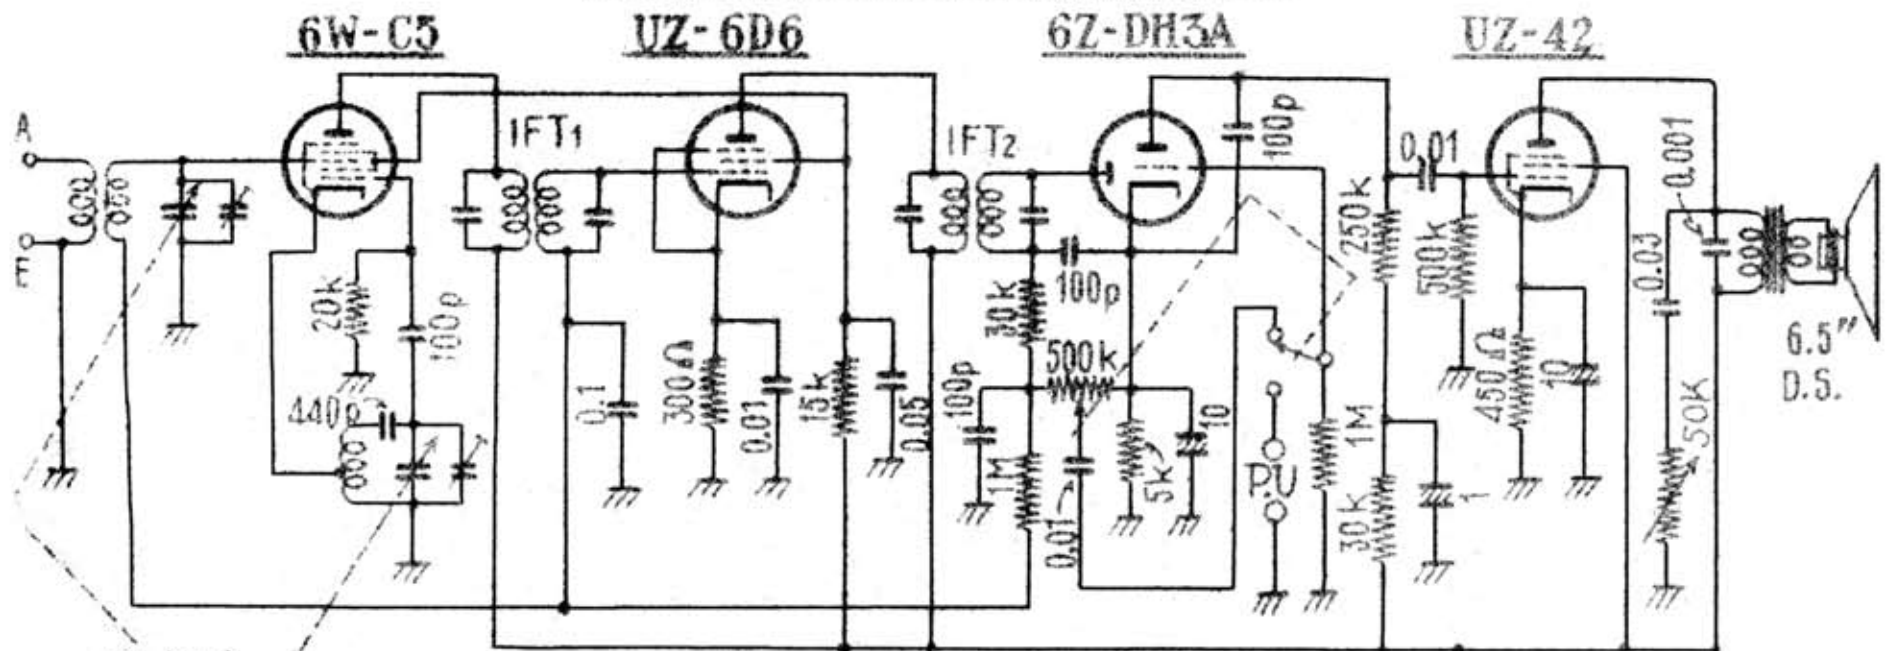 6W-C5
UZ-6D6
6Z-DH3A
UZ-42
A
E
IFT1
IFT2
100p
0.01
0.001
250k
500k
0.03
6.5"
D.S.
20k
100p
440p
0.1
300Ω
0.01
15k
0.05
30k
100p
500k
100p
1M
0.01
5k
10
P.U
1M
30K
1
450Ω
10
50K